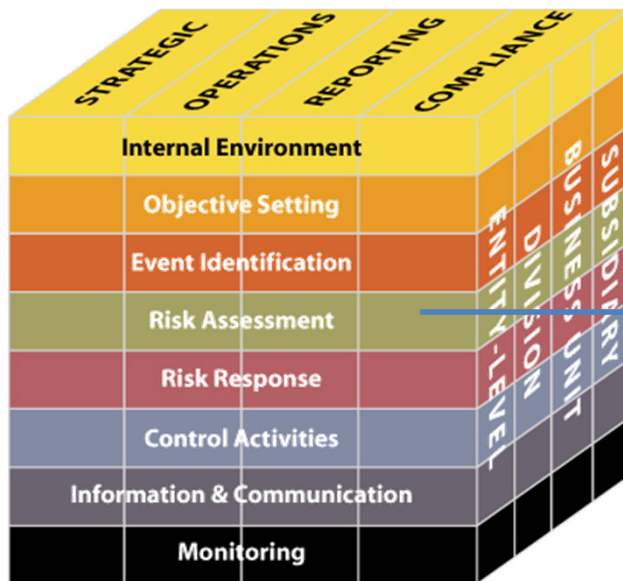 STRATEGIC
OPERATIONS
REPORTING
COMPLIANCE
Internal Environment
Objective Setting
Event Identification
Risk Assessment
Risk Response
Control Activities
Information & Communication
Monitoring
ENTITY-LEVEL
DIVISION
BUSINESS UNIT
SUBSIDIARY